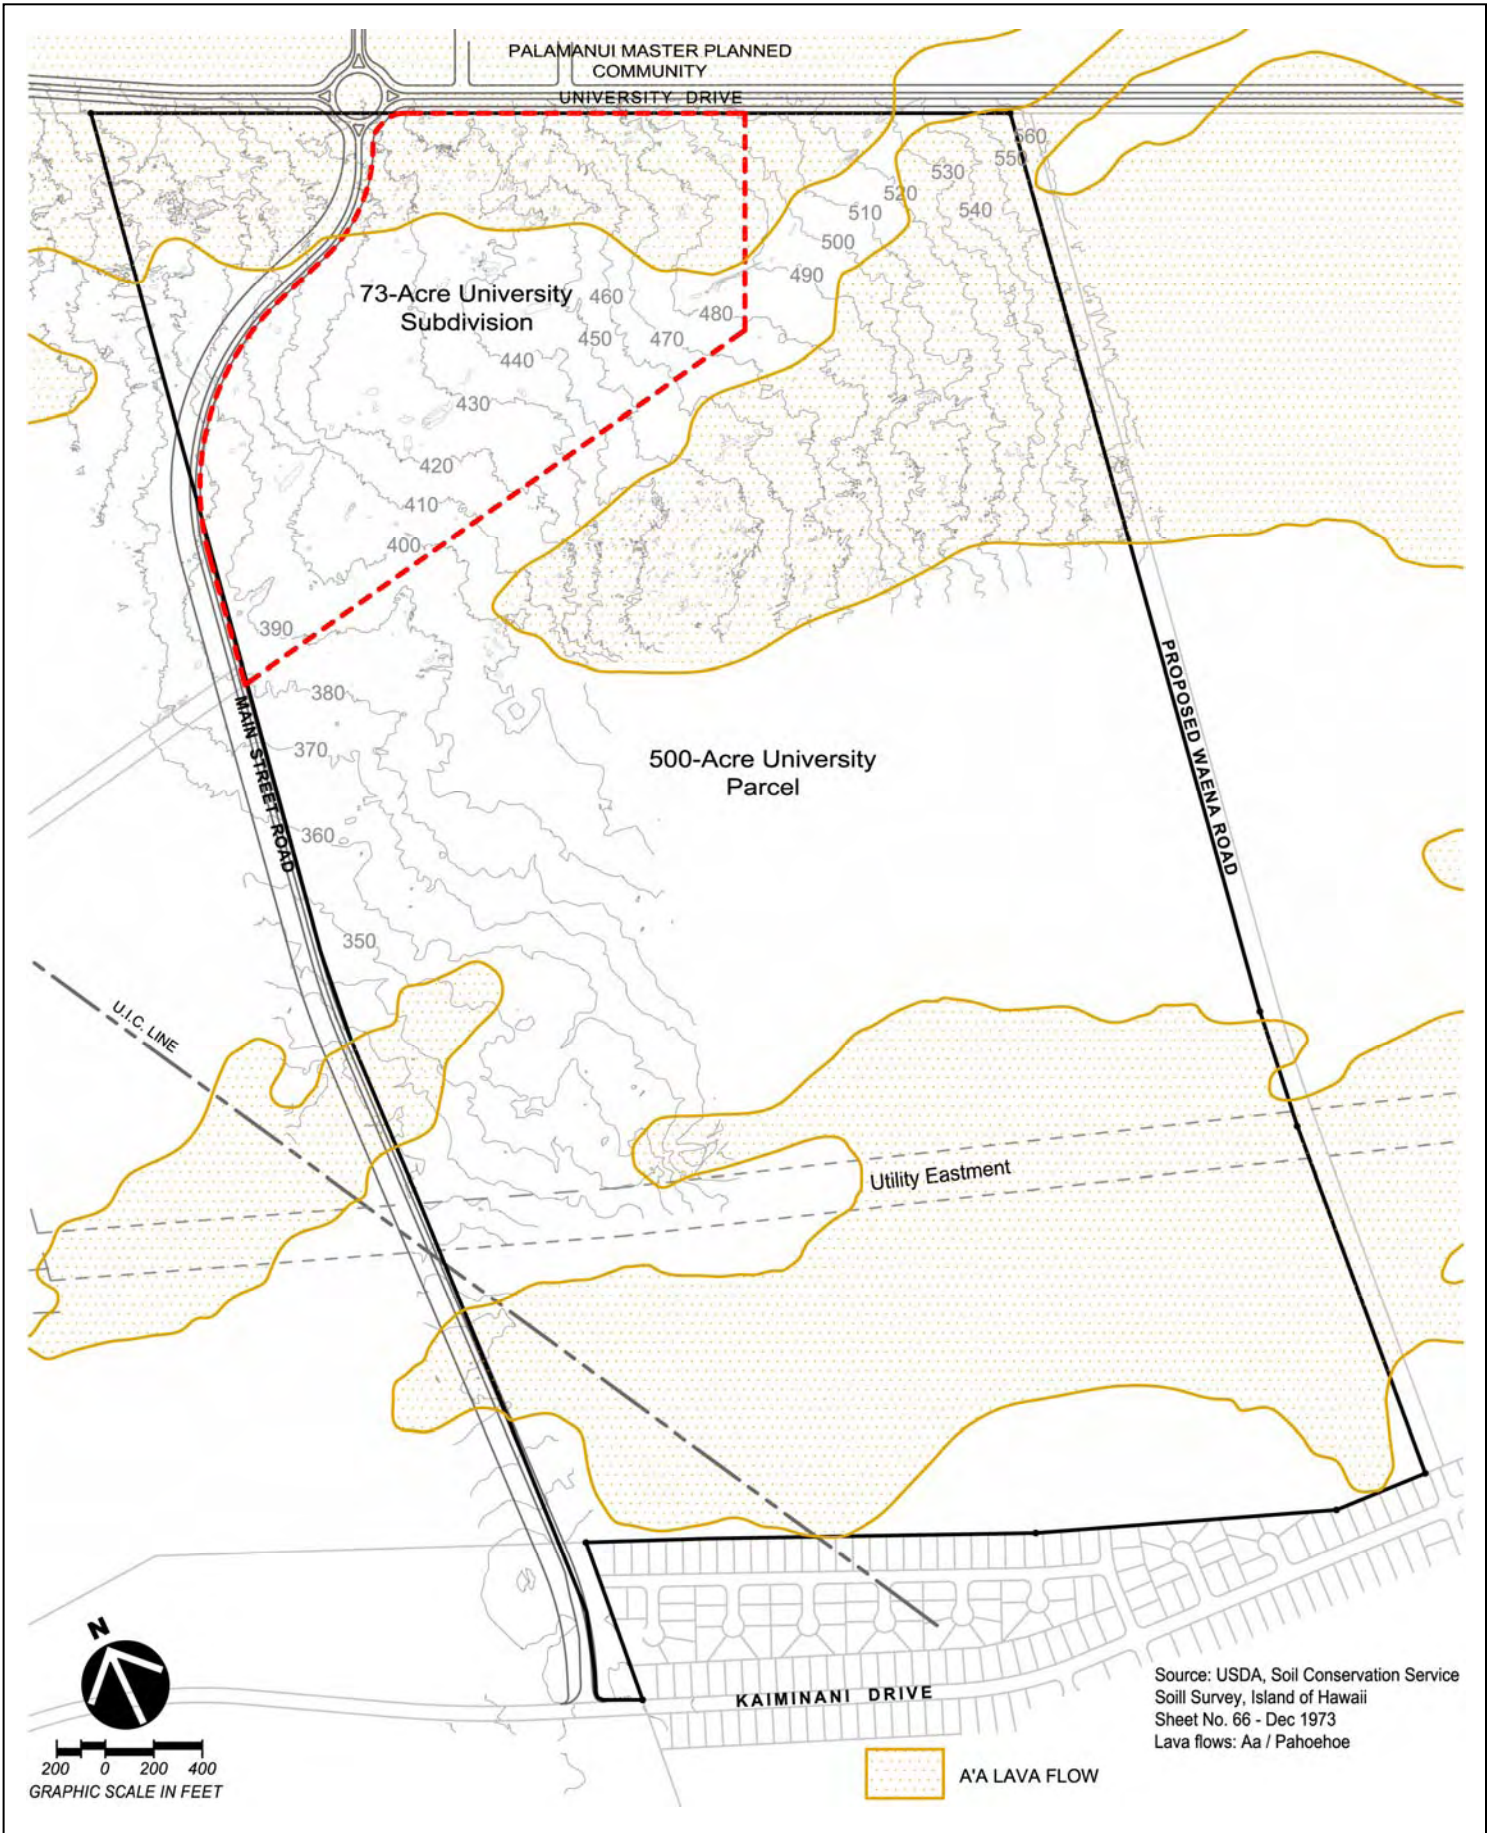 PALAMANUI MASTER PLANNED
COMMUNITY
UNIVERSITY DRIVE
560
550
530
520
540
510
500
490
73-Acre University
Subdivision
460
480
450
470
440
430
420
410
400
390
380
MAIN STREET ROAD
370
360
350
500-Acre University
Parcel
PROPOSED WAENA ROAD
U.I.C. LINE
Utility Eastment
N
200 0 200 400
GRAPHIC SCALE IN FEET
KAIMINANI DRIVE
Source: USDA, Soil Conservation Service
Soill Survey, Island of Hawaii
Sheet No. 66 - Dec 1973
Lava flows: Aa / Pahoehoe
A'A LAVA FLOW